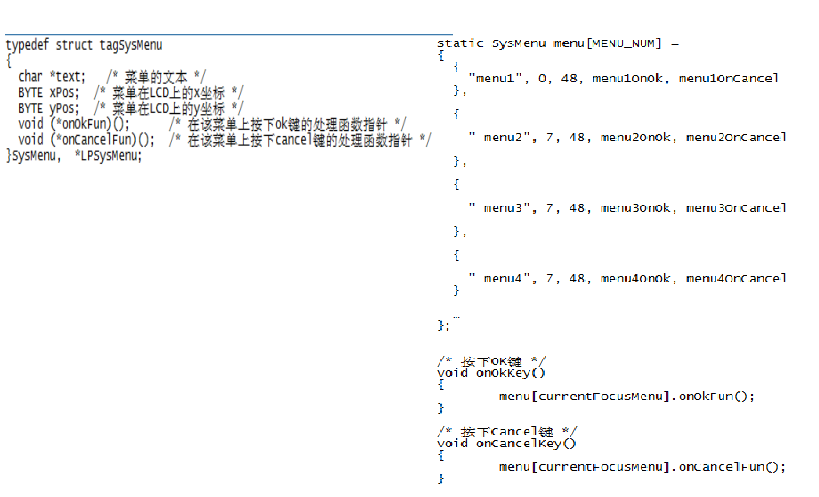 typedef struct tagSysMenu
{
char *text; /* 菜单的文本 */
BYTE xPos; /* 菜单在LCD上的x坐标 */
BYTE yPos; /* 菜单在LCD上的y坐标 */
void (*onOkFun)(); /* 在该菜单上按下ok键的处理函数指针 */
void (*onCancelFun)(); /* 在该菜单上按下cancel键的处理函数指针 */
}SysMenu, *LPSysMenu;
static SysMenu menu[MENU_NUM] =
{
{
"menu1", 0, 48, menu1OnOk, menu1OnCancel
},
{
" menu2", 7, 48, menu2OnOk, menu2OnCancel
},
{
" menu3", 7, 48, menu3OnOk, menu3OnCancel
},
{
" menu4", 7, 48, menu4OnOk, menu4OnCancel
}
…
};
/* 按下OK键 */
void onOkKey()
{
menu[currentFocusMenu].onOkFun();
}
/* 按下Cancel键 */
void onCancelKey()
{
menu[currentFocusMenu].onCancelFun();
}